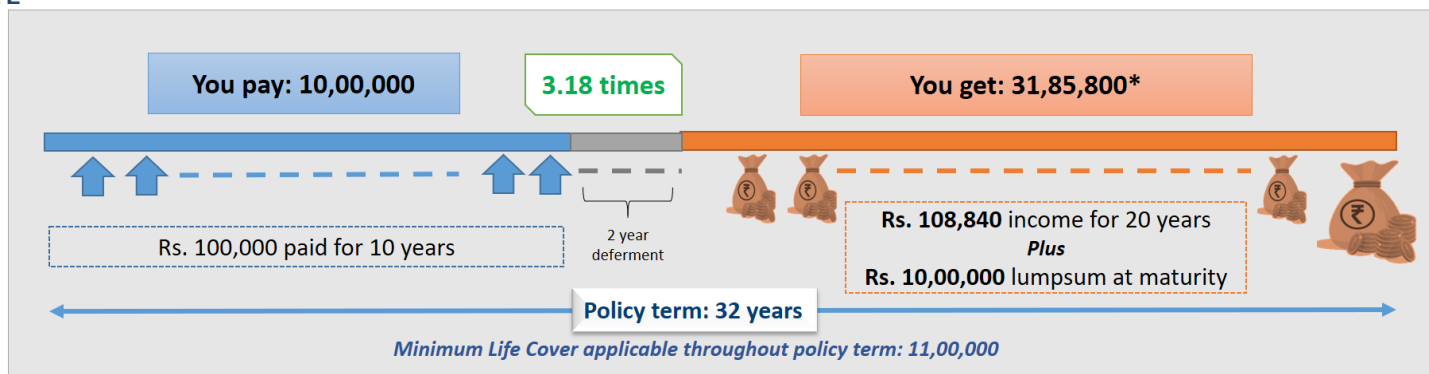 You pay: 10,00,000
3.18 times
You get: 31,85,800*
Rs. 100,000 paid for 10 years
2 year
deferment
Rs. 108,840 income for 20 years
Plus
Rs. 10,00,000 lumpsum at maturity
Policy term: 32 years
Minimum Life Cover applicable throughout policy term: 11,00,000